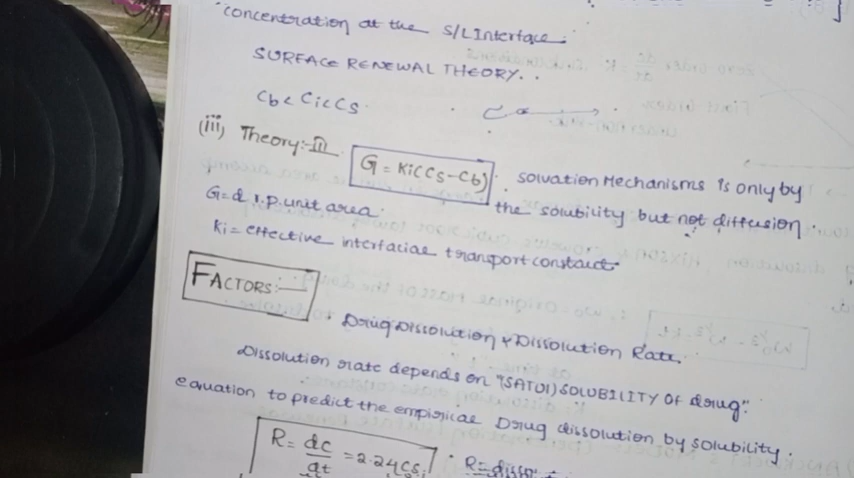 concentration at the S/L Interface.
SURFACE RENEWAL THEORY..
Cb< Ci<Cs.
(iii) Theory:-III
G = Ki(Cs-Cb) . solvation Mechanisms is only by
the solubility but not diffusion.
G=d.r.p.unit area.
Ki= effective interfacial transport constant
FACTORS:—
. Drug Dissolution & Dissolution Rate.
Dissolution rate depends on "SOLUBILITY OF drug".
equation to predict the empirical Drug dissolution by solubility.
R= dc/dt =2.24Cs